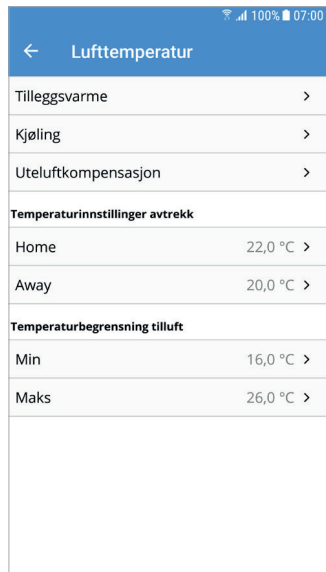 100% 07:00
Lufttemperatur
Tilleggsvarme
Kjøling
Uteluftkompensasjon
Temperaturinnstillinger avtrekk
Home 22,0 °C
Away 20,0 °C
Temperaturbegrensning tilluft
Min 16,0 °C
Maks 26,0 °C